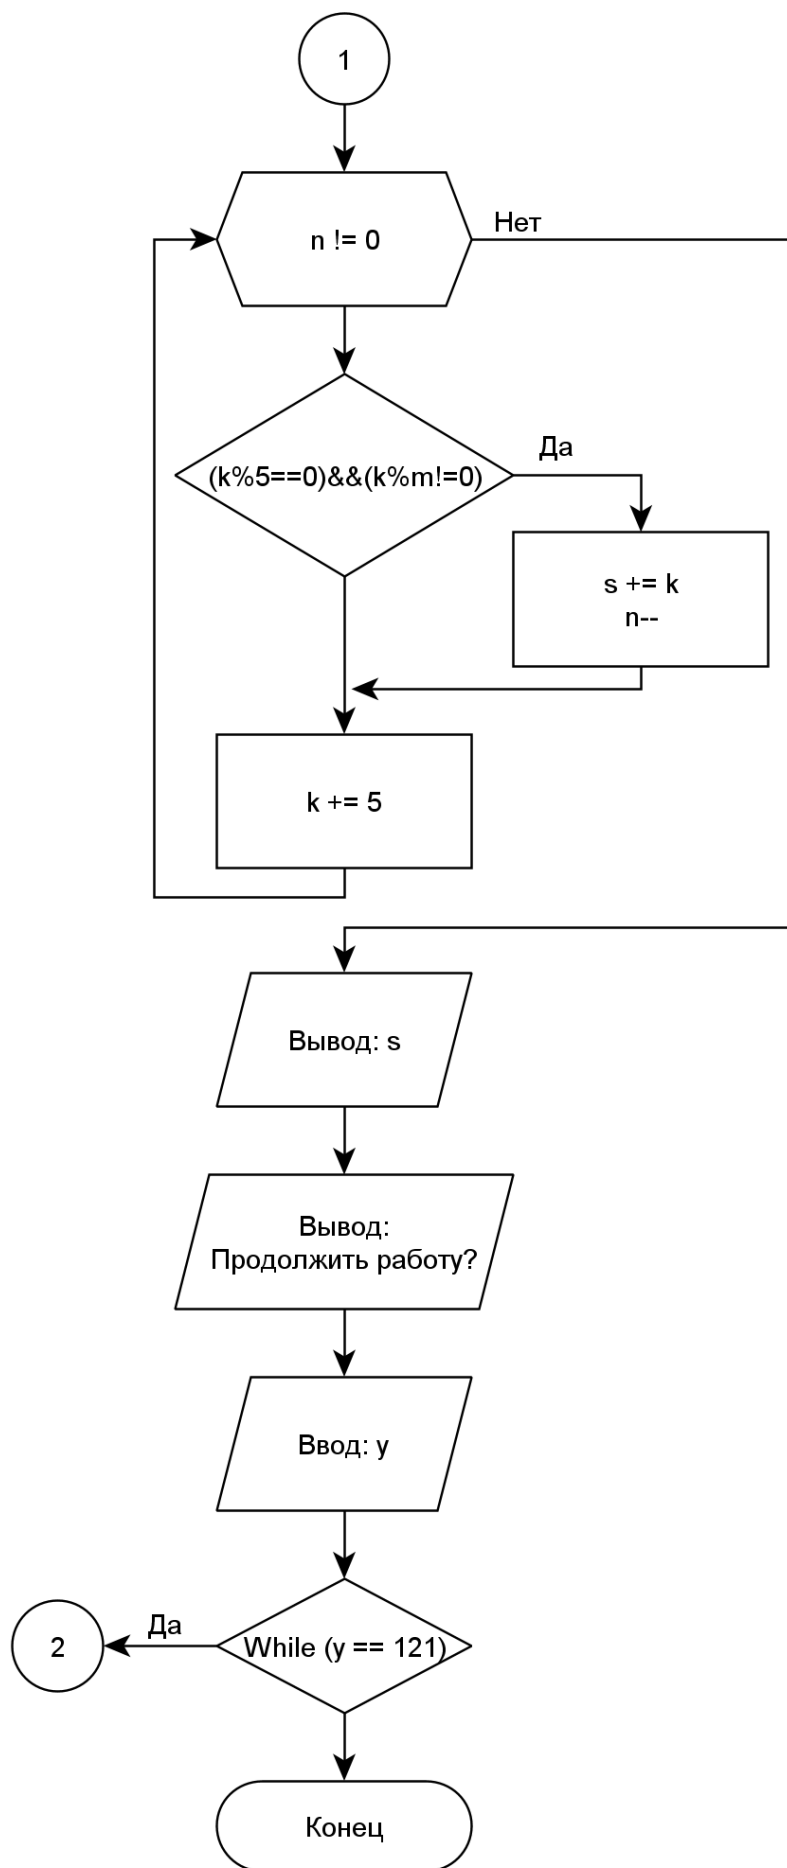 1
n != 0
Нет
(k%5==0)&&(k%m!=0)
Да
s += k
n--
k += 5
Вывод: s
Вывод:
Продолжить работу?
Ввод: y
While (y == 121)
Да
2
Конец